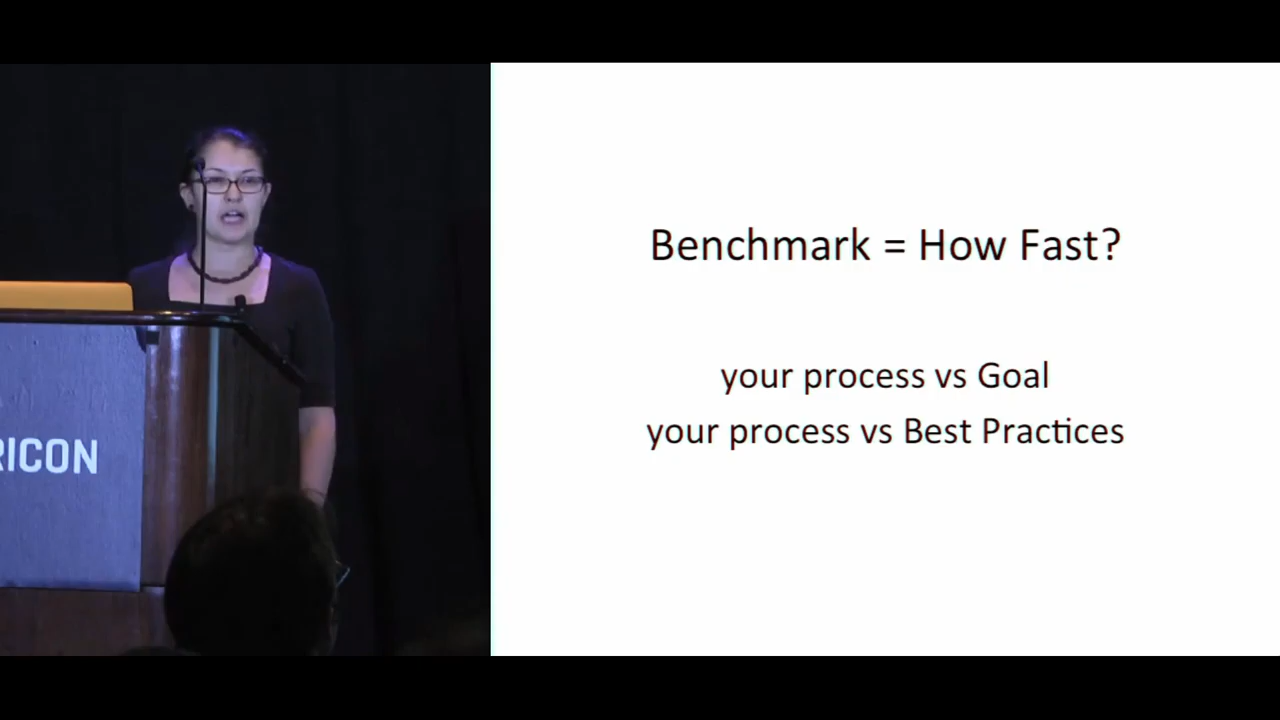 RICON
Benchmark = How Fast?
your process vs Goal
your process vs Best Practices